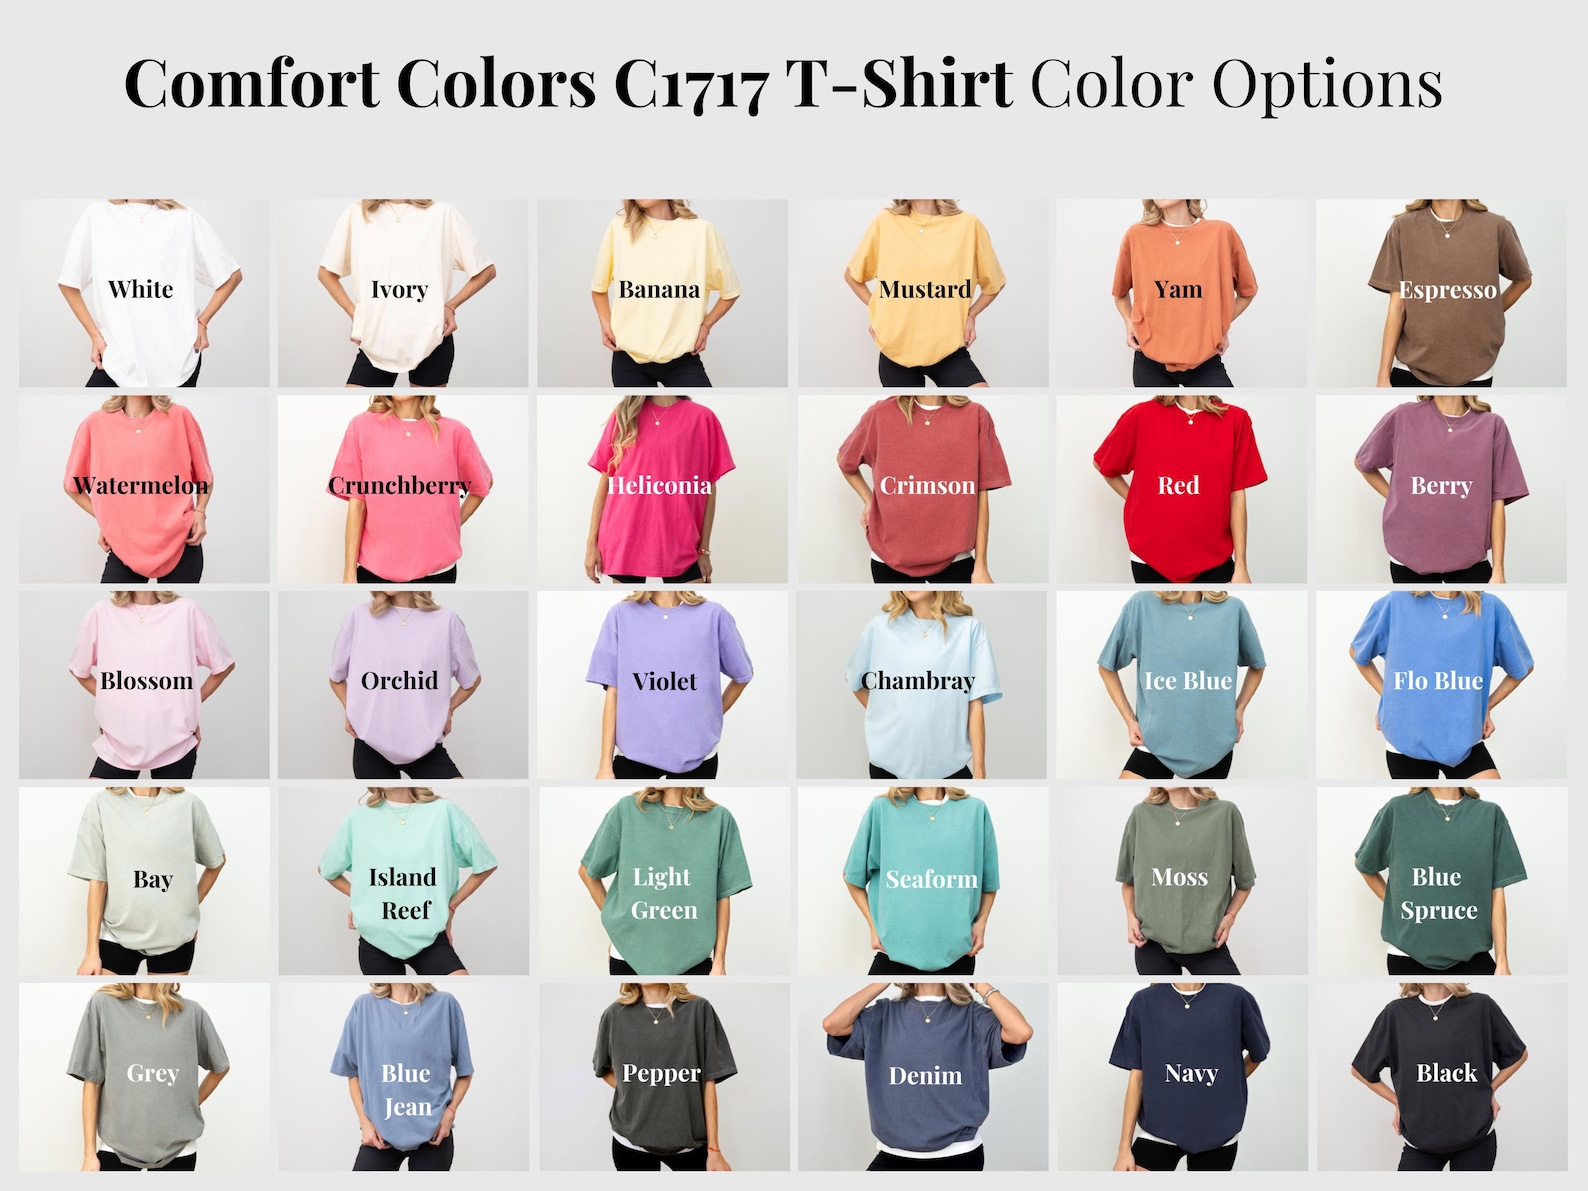 Comfort Colors C1717 T-Shirt Color Options
White
Ivory
Banana
Mustard
Yam
Espresso
Watermelon
Crunchberry
Heliconia
Crimson
Red
Berry
Blossom
Orchid
Violet
Chambray
Ice Blue
Flo Blue
Bay
Island
Reef
Light
Green
Seaform
Moss
Blue
Spruce
Grey
Blue
Jean
Pepper
Denim
Navy
Black